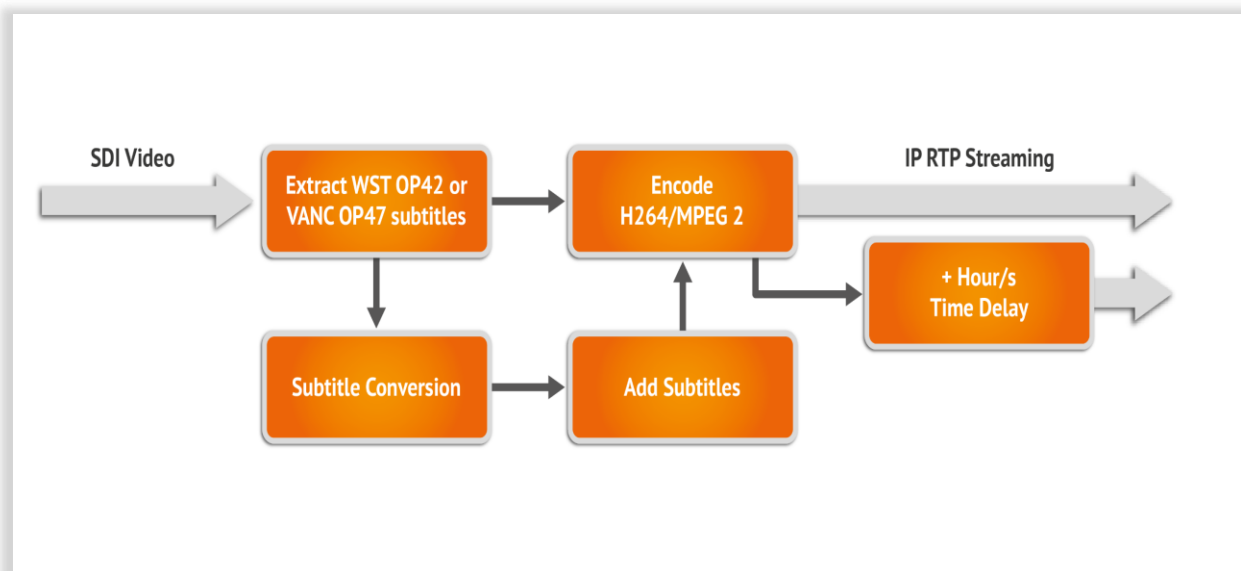 SDI Video
Extract WST OP42 or
VANC OP47 subtitles
Encode
H264/MPEG 2
IP RTP Streaming
+ Hour/s
Time Delay
Subtitle Conversion
Add Subtitles